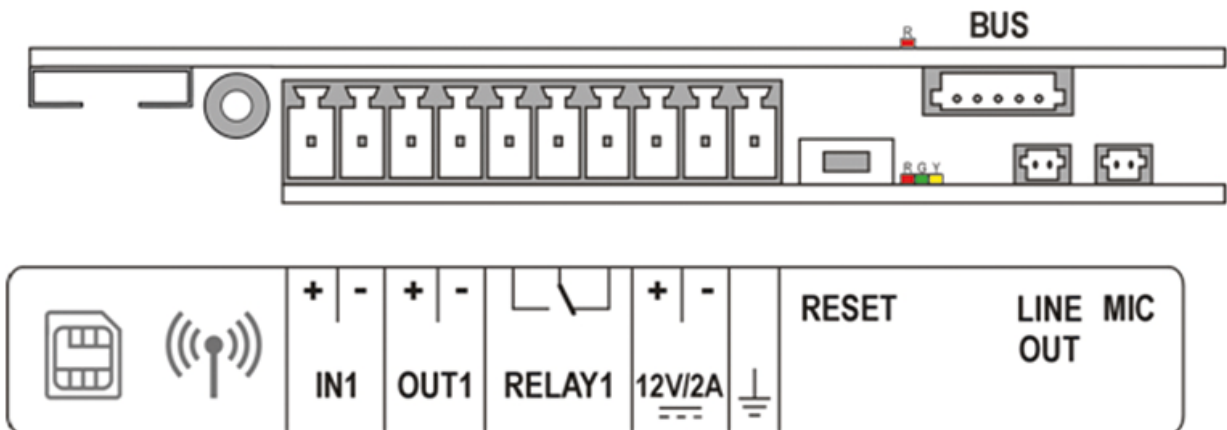 R
BUS
R G Y
+ - + - + -
RESET
LINE OUT
MIC
IN1
OUT1
RELAY1
12V/2A